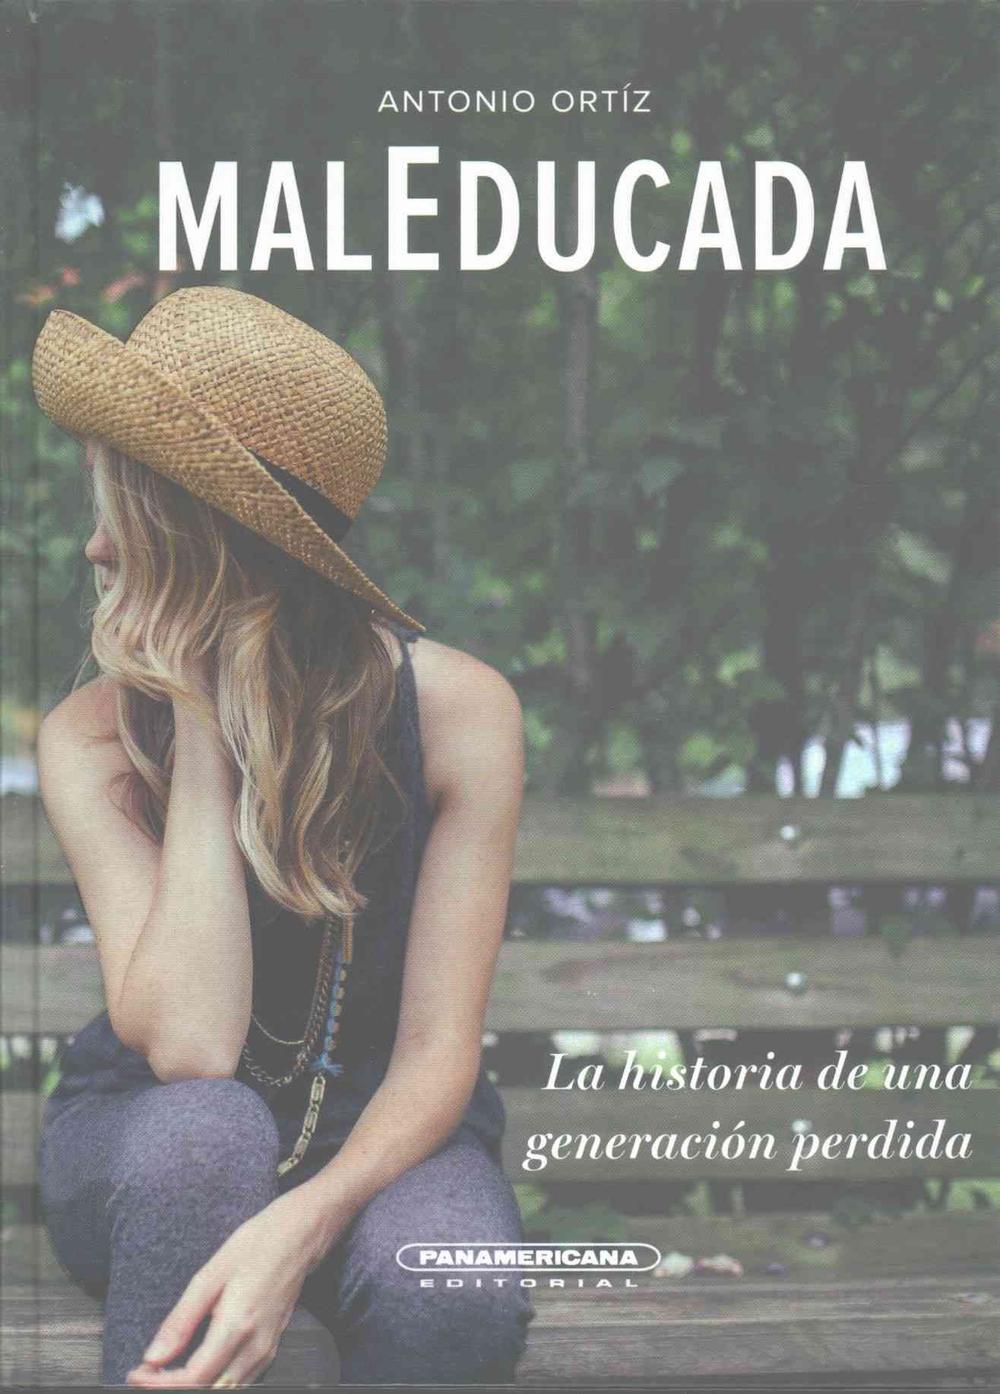 ANTONIO ORTÍZ
MALEDUCADA
La historia de una
generación perdida
PANAMERICANA
EDITORIAL